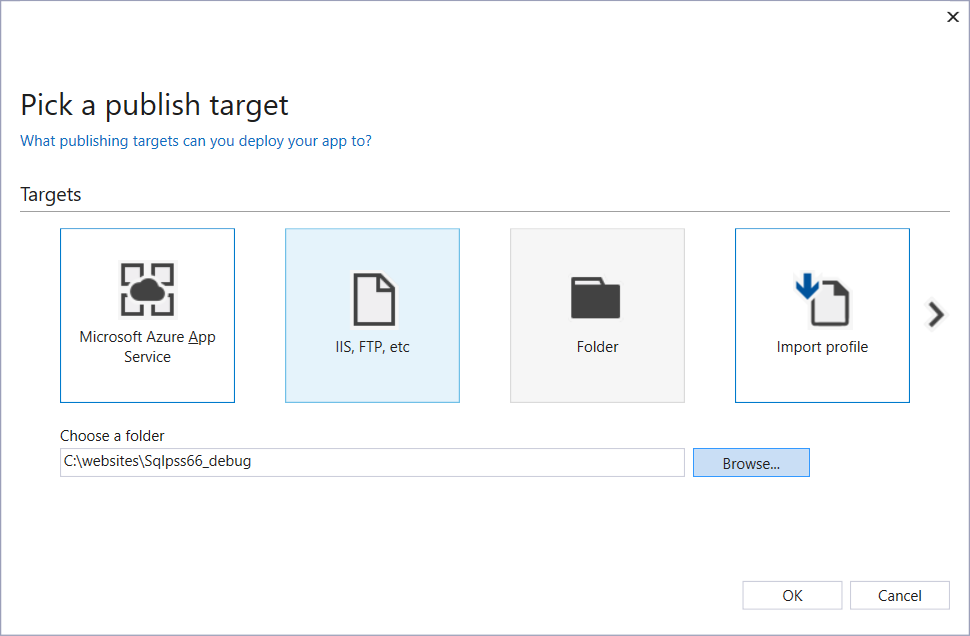 Pick a publish target
What publishing targets can you deploy your app to?
Targets
Microsoft Azure App
Service
IIS, FTP, etc
Folder
Import profile
Choose a folder
C:\websites\Sqlpss66_debug
Browse...
OK
Cancel